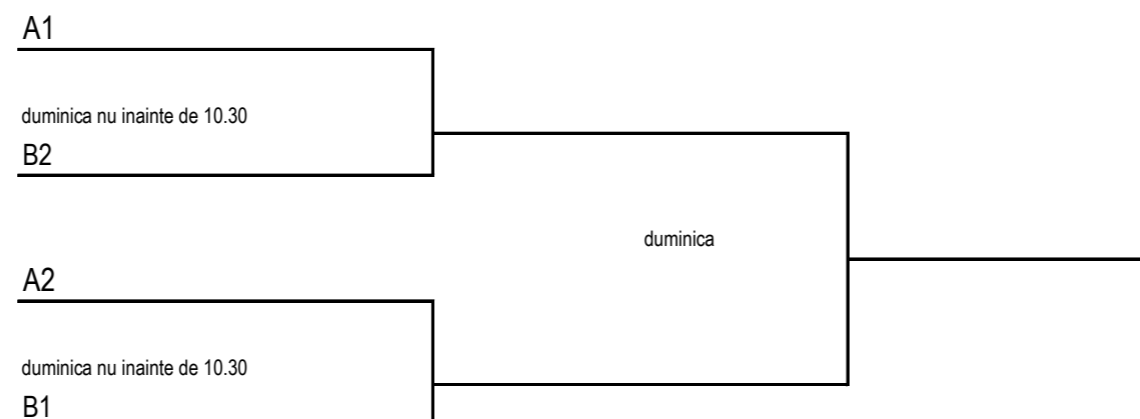 A1
duminica nu inainte de 10.30
B2
duminica
A2
duminica nu inainte de 10.30
B1